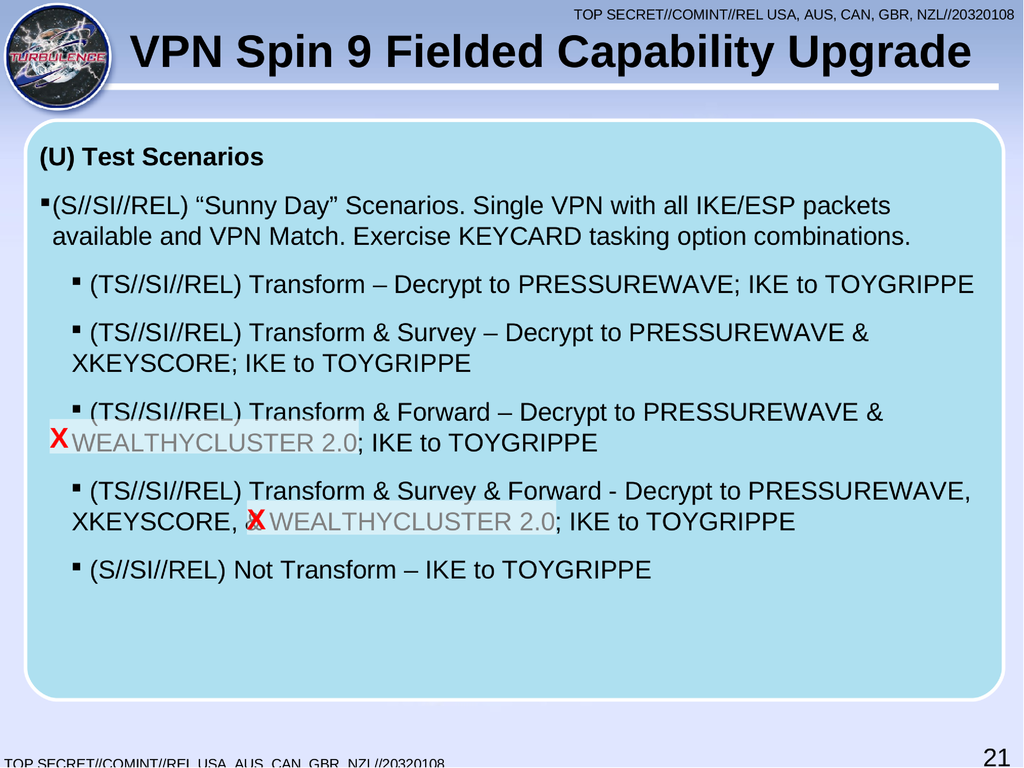 TOP SECRET//COMINT//REL USA, AUS, CAN, GBR, NZL//20320108
TURBULENCE
VPN Spin 9 Fielded Capability Upgrade
(U) Test Scenarios
▪(S//SI//REL) “Sunny Day” Scenarios. Single VPN with all IKE/ESP packets
available and VPN Match. Exercise KEYCARD tasking option combinations.
▪ (TS//SI//REL) Transform – Decrypt to PRESSUREWAVE; IKE to TOYGRIPPE
▪ (TS//SI//REL) Transform & Survey – Decrypt to PRESSUREWAVE &
XKEYSCORE; IKE to TOYGRIPPE
▪ (TS//SI//REL) Transform & Forward – Decrypt to PRESSUREWAVE &
X WEALTHYCLUSTER 2.0; IKE to TOYGRIPPE
▪ (TS//SI//REL) Transform & Survey & Forward - Decrypt to PRESSUREWAVE,
XKEYSCORE, & X WEALTHYCLUSTER 2.0; IKE to TOYGRIPPE
▪ (S//SI//REL) Not Transform – IKE to TOYGRIPPE
21
TOP SECRET//COMINT//REL USA, AUS, CAN, GBR, NZL//20320108